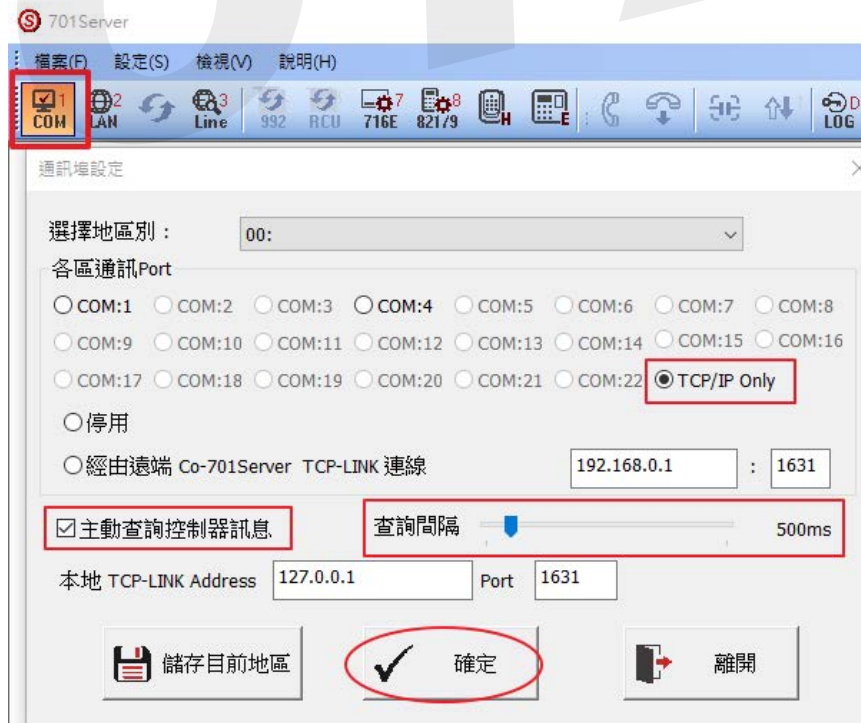 701Server
檔案(F) 設定(S) 檢視(V) 說明(H)
1 COM 2 LAN 3 Line 992 RCU 7 716E 8 821/9 H E D LOG
通訊埠設定
選擇地區別： 00:
各區通訊Port
COM:1 COM:2 COM:3 COM:4 COM:5 COM:6 COM:7 COM:8
COM:9 COM:10 COM:11 COM:12 COM:13 COM:14 COM:15 COM:16
COM:17 COM:18 COM:19 COM:20 COM:21 COM:22 TCP/IP Only
停用
經由遠端 Co-701Server TCP-LINK 連線 192.168.0.1 : 1631
主動查詢控制器訊息 查詢間隔 500ms
本地 TCP-LINK Address 127.0.0.1 Port 1631
儲存目前地區 確定 離開